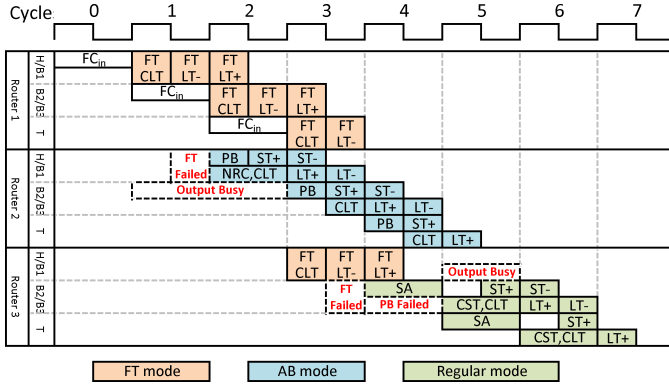 Cycle 0 1 2 3 4 5 6 7
Router 1
H/B1
FC_in
FT CLT
FT LT-
FT LT+
B2/B3
FC_in
FT CLT
FT LT-
FT LT+
T
FC_in
FT CLT
FT LT-
Router 2
H/B1
FT Failed
PB
ST+
ST-
NRC,CLT
LT+
LT-
B2/B3
Output Busy
PB
ST+
ST-
CLT
LT+
LT-
T
PB
ST+
CLT
LT+
Router 3
H/B1
FT CLT
FT LT-
FT LT+
Output Busy
B2/B3
FT Failed
SA
ST+
ST-
PB Failed
CST,CLT
LT+
LT-
T
SA
ST+
CST,CLT
LT+
FT mode
AB mode
Regular mode